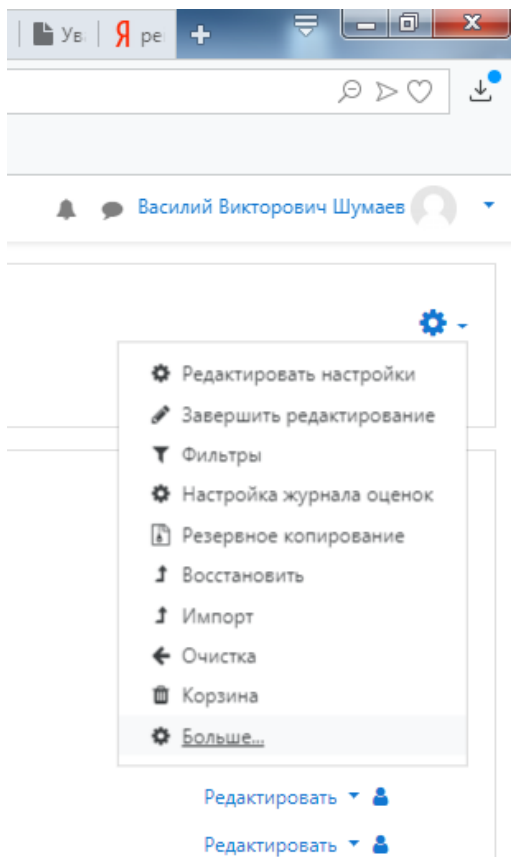 Ув
Я ре
Василий Викторович Шумаев
Редактировать настройки
Завершить редактирование
Фильтры
Настройка журнала оценок
Резервное копирование
Восстановить
Импорт
Очистка
Корзина
Больше...
Редактировать
Редактировать